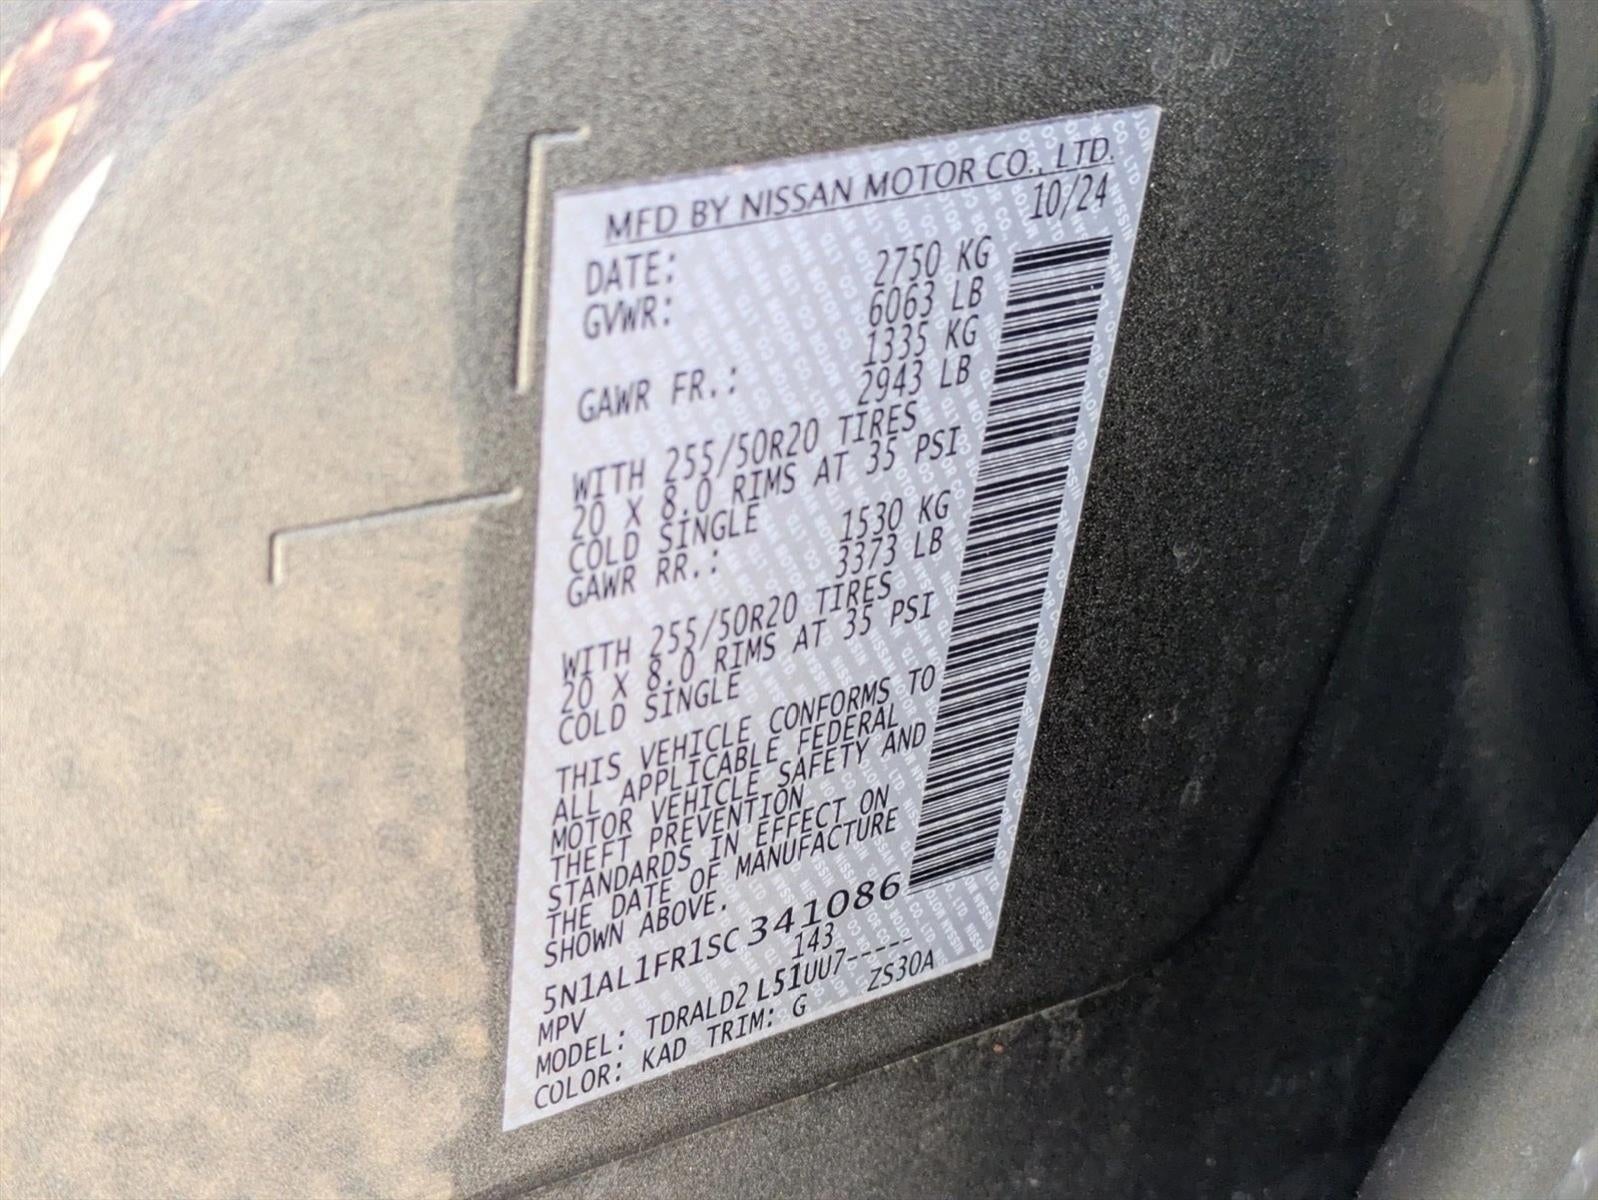 MFD BY NISSAN MOTOR CO., LTD.
DATE: 10/24
GVWR: 2750 KG
6063 LB
GAWR FR.: 1335 KG
2943 LB
WITH 255/50R20 TIRES
20 X 8.0 RIMS AT 35 PSI
COLD SINGLE
GAWR RR.: 1530 KG
3373 LB
WITH 255/50R20 TIRES
20 X 8.0 RIMS AT 35 PSI
COLD SINGLE
THIS VEHICLE CONFORMS TO
ALL APPLICABLE FEDERAL
MOTOR VEHICLE SAFETY AND
THEFT PREVENTION
STANDARDS IN EFFECT ON
THE DATE OF MANUFACTURE
SHOWN ABOVE.
5N1AL1FR1SC341086
MPV 143
MODEL: TDRALD2 L51UU7-----
COLOR: KAD TRIM: G ZS30A